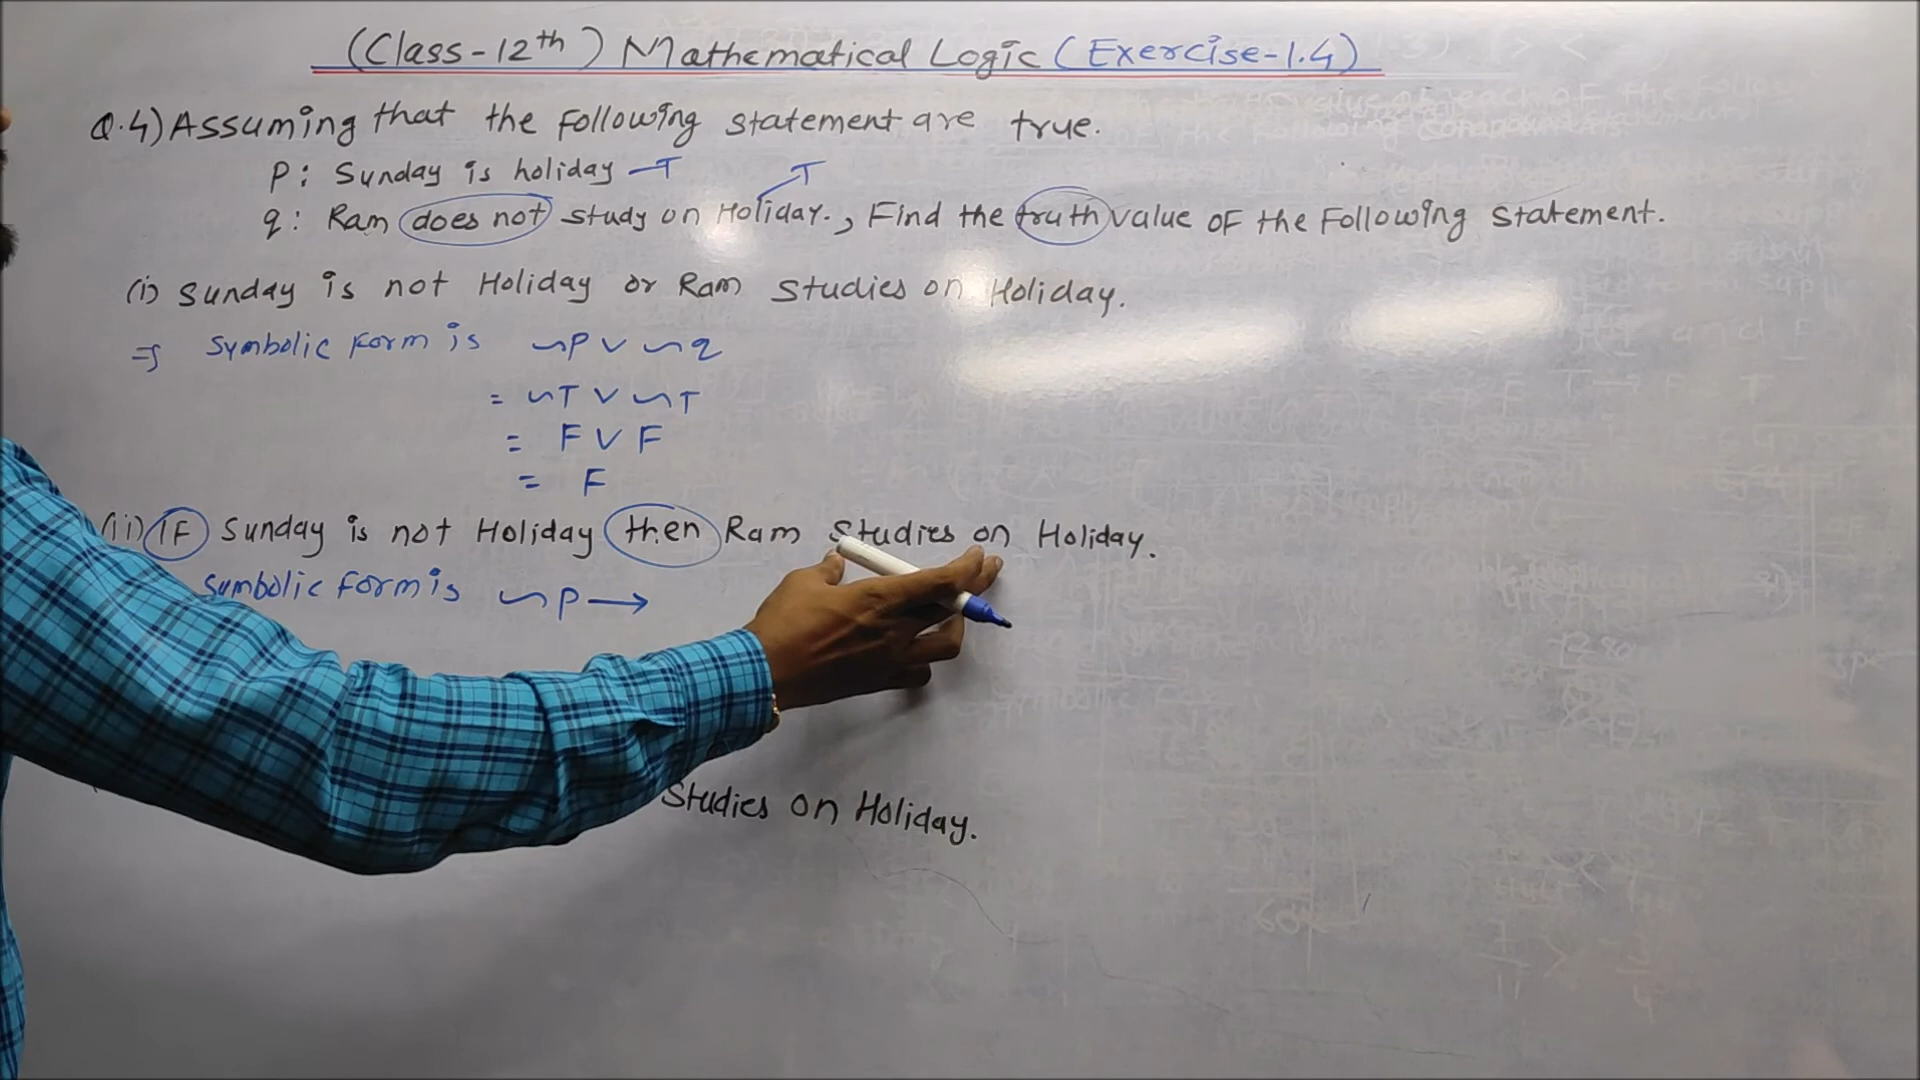 (Class-12th) Mathematical Logic (Exercise-1.4)
Q.4) Assuming that the following statement are true.
p: Sunday is holiday — T
T
q: Ram does not study on Holiday., Find the truth value of the following statement.
(i) Sunday is not Holiday or Ram studies on Holiday.
⇒ Symbolic form is ~p ∨ ~q
= ~T ∨ ~T
= F ∨ F
= F
(ii) IF Sunday is not Holiday then Ram Studies on Holiday.
Symbolic form is ~p →
Studies on Holiday.